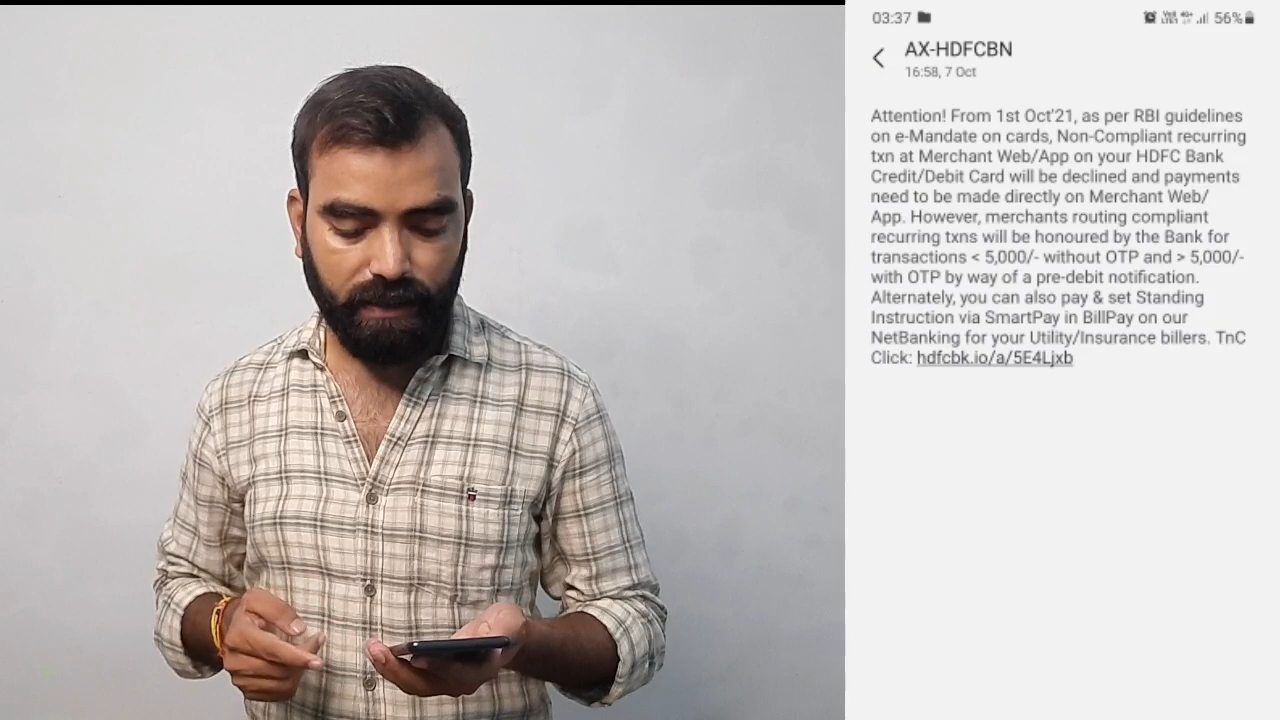 03:37
56%
AX-HDFCBN
16:58, 7 Oct
Attention! From 1st Oct'21, as per RBI guidelines
on e-Mandate on cards, Non-Compliant recurring
txn at Merchant Web/App on your HDFC Bank
Credit/Debit Card will be declined and payments
need to be made directly on Merchant Web/
App. However, merchants routing compliant
recurring txns will be honoured by the Bank for
transactions < 5,000/- without OTP and > 5,000/-
with OTP by way of a pre-debit notification.
Alternately, you can also pay & set Standing
Instruction via SmartPay in BillPay on our
NetBanking for your Utility/Insurance billers. TnC
Click: hdfcbk.io/a/5E4Ljxb